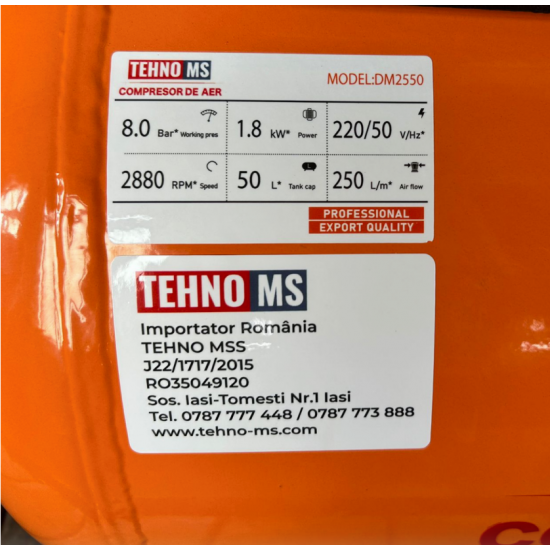 TEHNO MS
COMPRESOR DE AER
MODEL:DM2550
8.0 Bar* Working pres
1.8 kW* Power
220/50 V/Hz*
2880 RPM* Speed
50 L* Tank cap
250 L/m* Air flow
PROFESSIONAL
EXPORT QUALITY
TEHNO MS
Importator România
TEHNO MSS
J22/1717/2015
RO35049120
Sos. Iasi-Tomesti Nr.1 Iasi
Tel. 0787 777 448 / 0787 773 888
www.tehno-ms.com